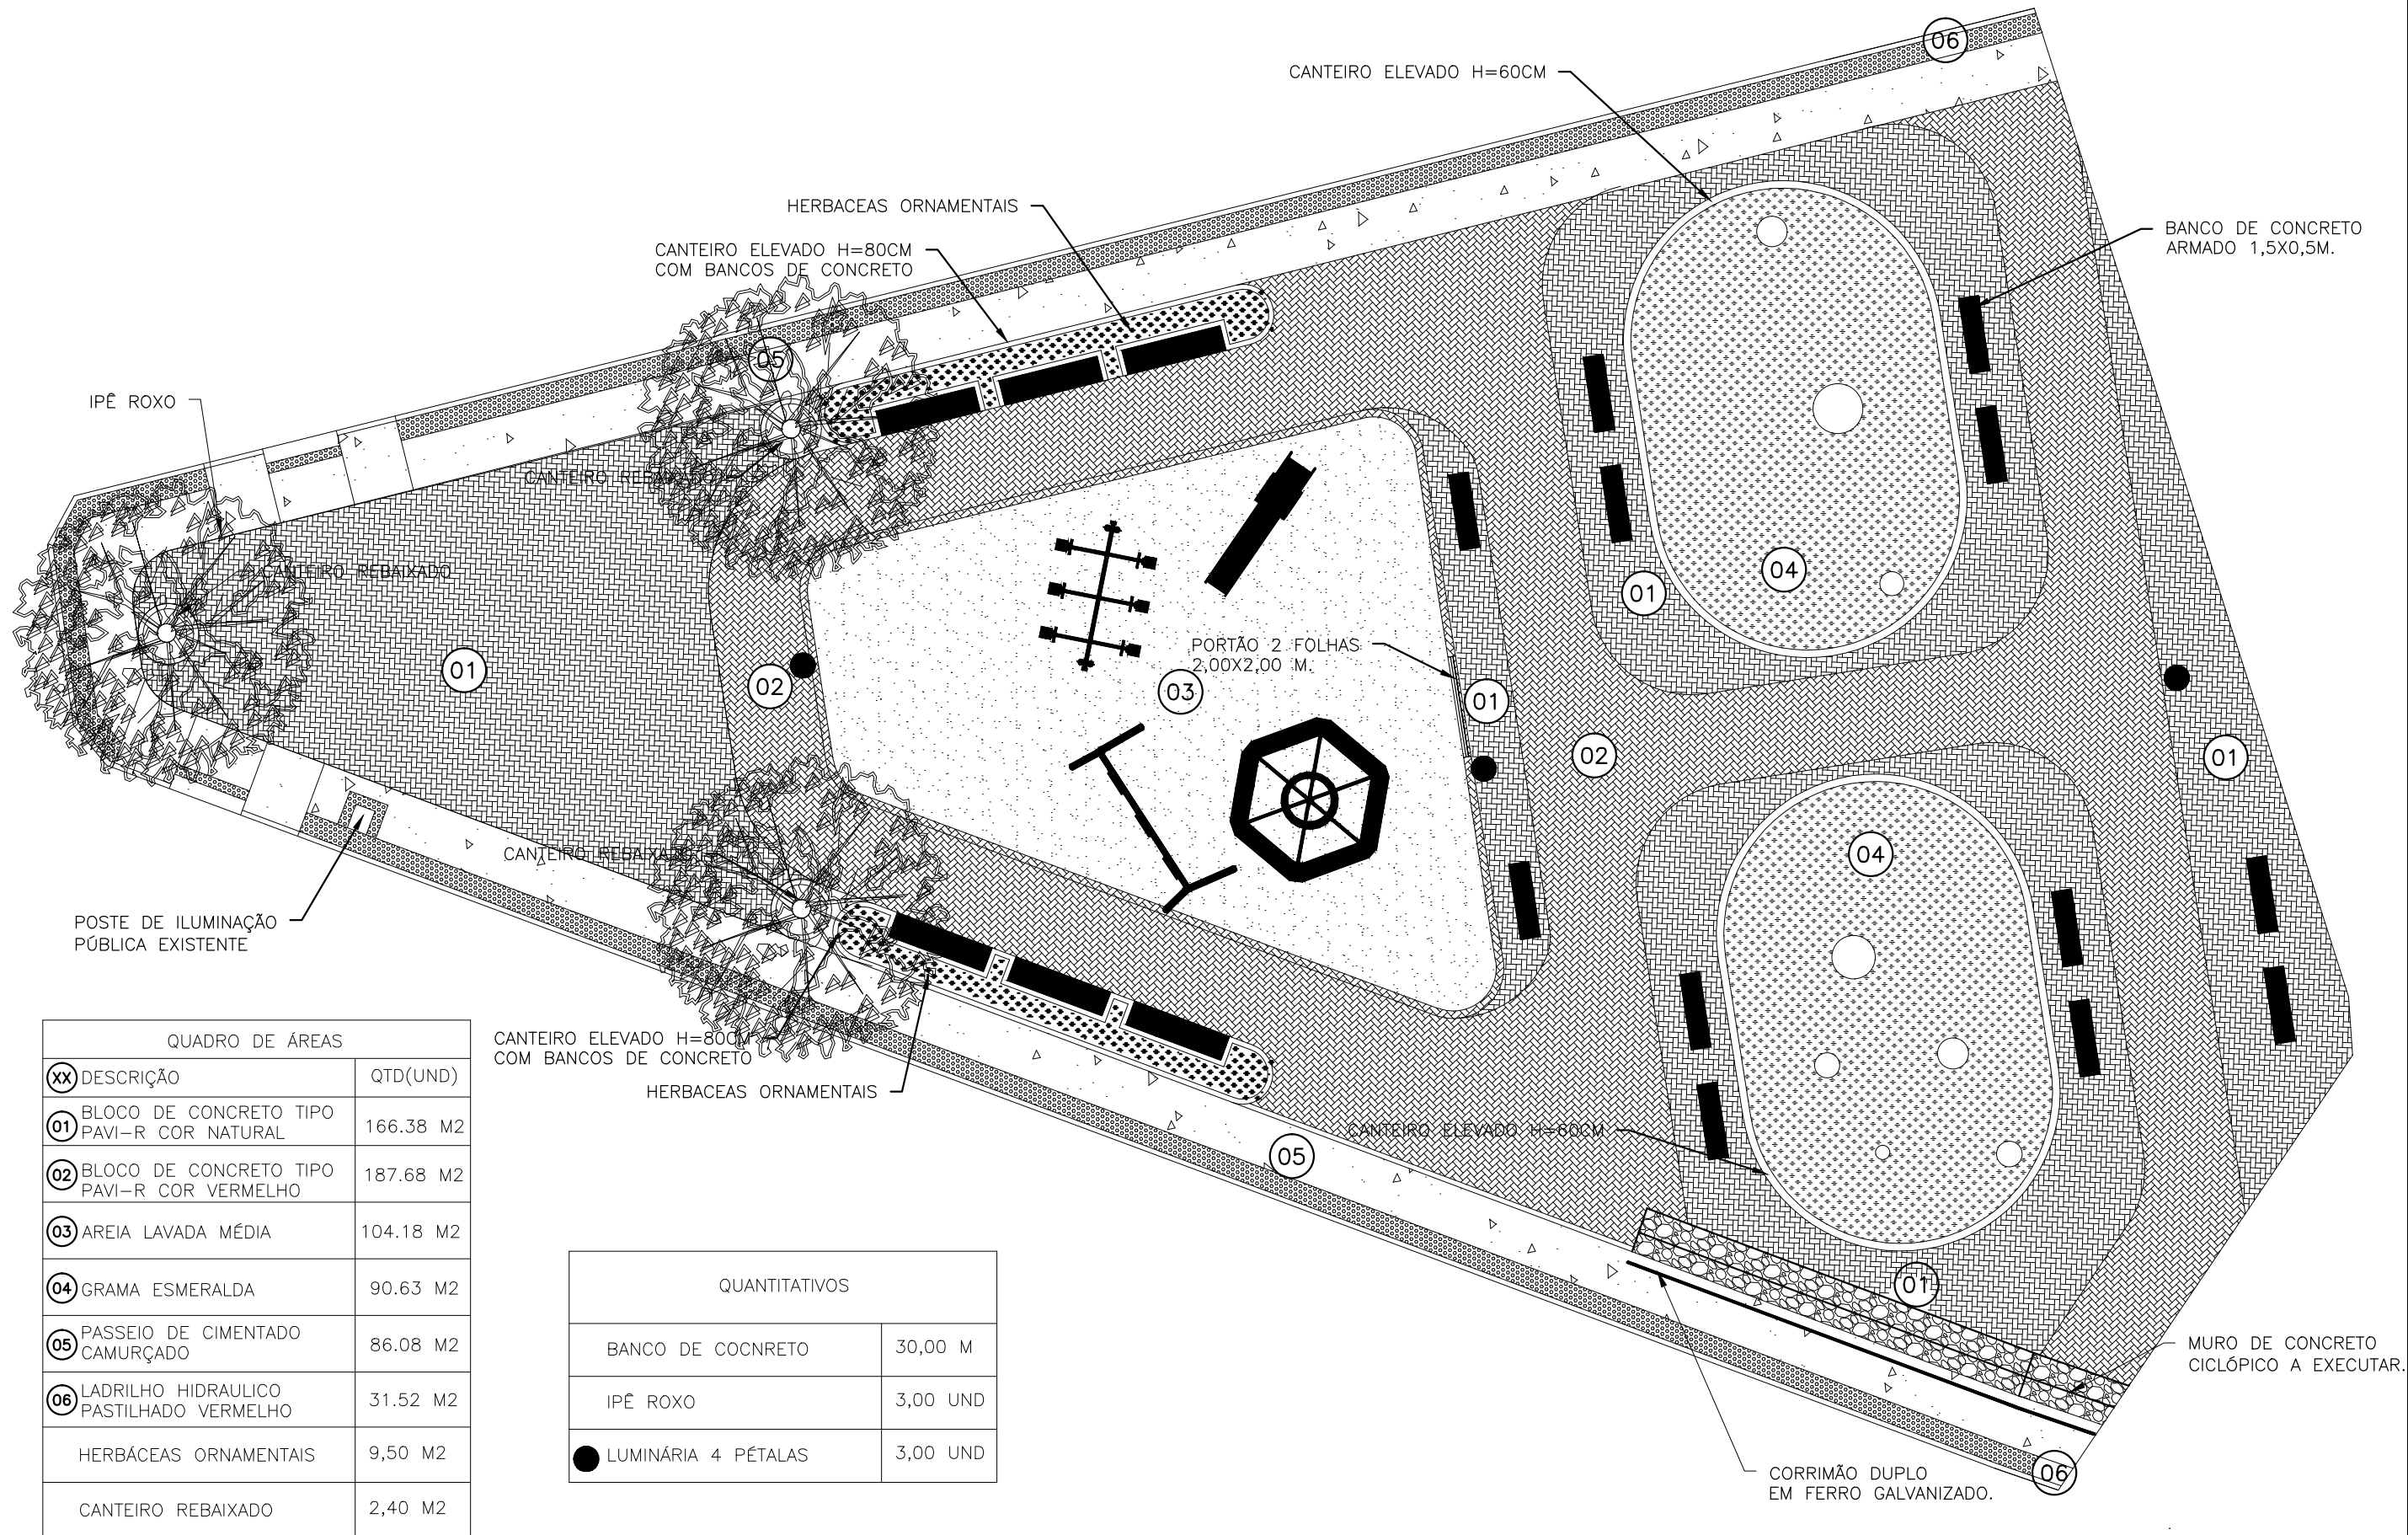 06
CANTEIRO ELEVADO H=60CM
HERBACEAS ORNAMENTAIS
BANCO DE CONCRETO
ARMADO 1,5X0,5M.
CANTEIRO ELEVADO H=80CM
COM BANCOS DE CONCRETO
05
IPÊ ROXO
CANTEIRO REBAIXADO
CANTEIRO REBAIXADO
04
01
PORTÃO 2 FOLHAS
2,00X2,00 M.
01
02
03
01
02
01
04
CANTEIRO REBAIXADO
POSTE DE ILUMINAÇÃO
PÚBLICA EXISTENTE
CANTEIRO ELEVADO H=80CM
COM BANCOS DE CONCRETO
HERBACEAS ORNAMENTAIS
CANTEIRO ELEVADO H=60CM
05
01
MURO DE CONCRETO
CICLÓPICO A EXECUTAR.
CORRIMÃO DUPLO
EM FERRO GALVANIZADO.
06
QUADRO DE ÁREAS
XX DESCRIÇÃO QTD(UND)
01 BLOCO DE CONCRETO TIPO
PAVI-R COR NATURAL 166.38 M2
02 BLOCO DE CONCRETO TIPO
PAVI-R COR VERMELHO 187.68 M2
03 AREIA LAVADA MÉDIA 104.18 M2
04 GRAMA ESMERALDA 90.63 M2
05 PASSEIO DE CIMENTADO
CAMURÇADO 86.08 M2
06 LADRILHO HIDRAULICO
PASTILHADO VERMELHO 31.52 M2
HERBÁCEAS ORNAMENTAIS 9,50 M2
CANTEIRO REBAIXADO 2,40 M2
QUANTITATIVOS
BANCO DE COCNRETO 30,00 M
IPÊ ROXO 3,00 UND
LUMINÁRIA 4 PÉTALAS 3,00 UND